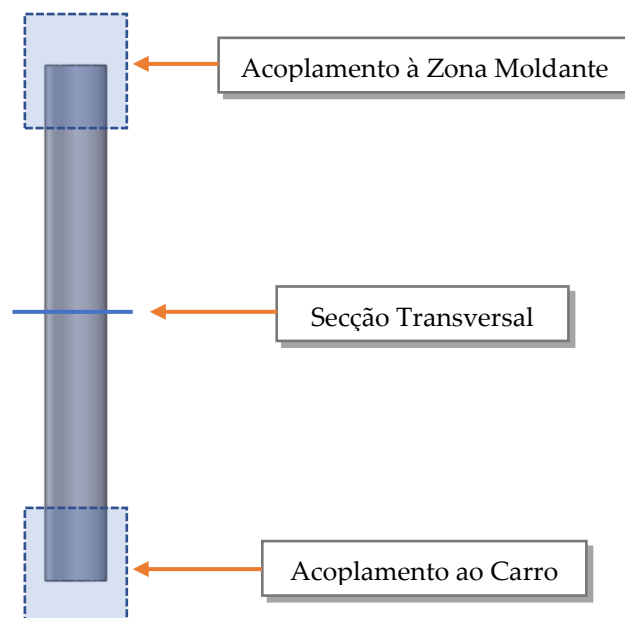 Acoplamento à Zona Moldante
Secção Transversal
Acoplamento ao Carro